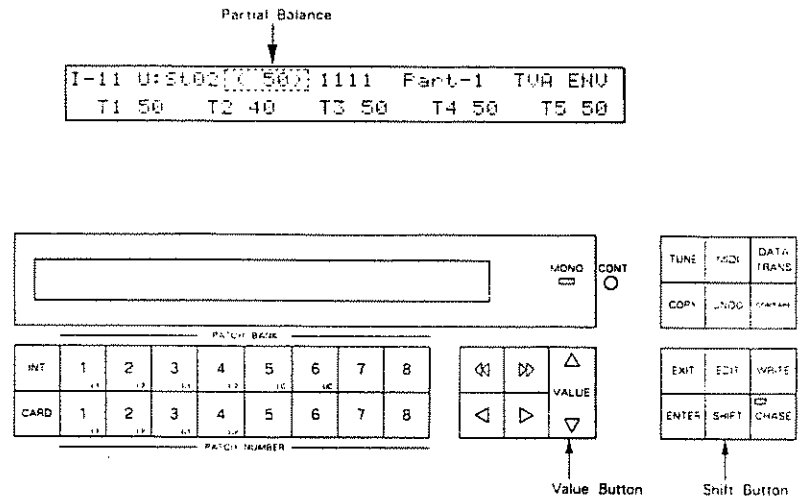 Partial Balance
I-11 U:St02 ( 50) 1111 Part-1 TVA ENV
T1 50 T2 40 T3 50 T4 50 T5 50
MONO CONT
PATCH BANK
INT 1 2 3 4 5 6 7 8
CARD 1 2 3 4 5 6 7 8
PATCH NUMBER
VALUE
TUNE MIDI DATA TRANS
COPY UNDO COMPARE
EXIT EDIT WRITE
ENTER SHIFT CHASE
Value Button Shift Button